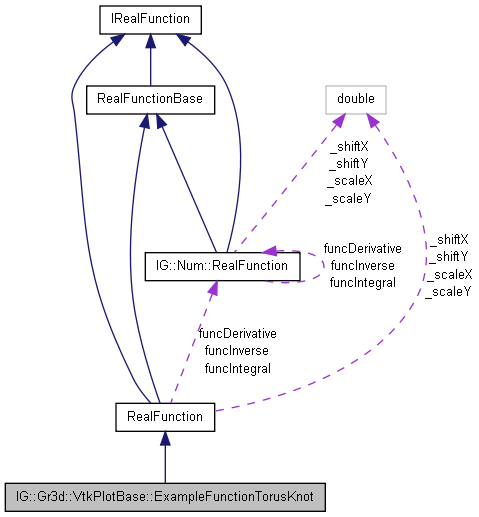 IRealFunction
RealFunctionBase
double
_shiftX
_shiftY
_scaleX
_scaleY
IG::Num::RealFunction
funcDerivative
funcInverse
funcIntegral
_shiftX
_shiftY
_scaleX
_scaleY
funcDerivative
funcInverse
funcIntegral
RealFunction
IG::Gr3d::VtkPlotBase::ExampleFunctionTorusKnot